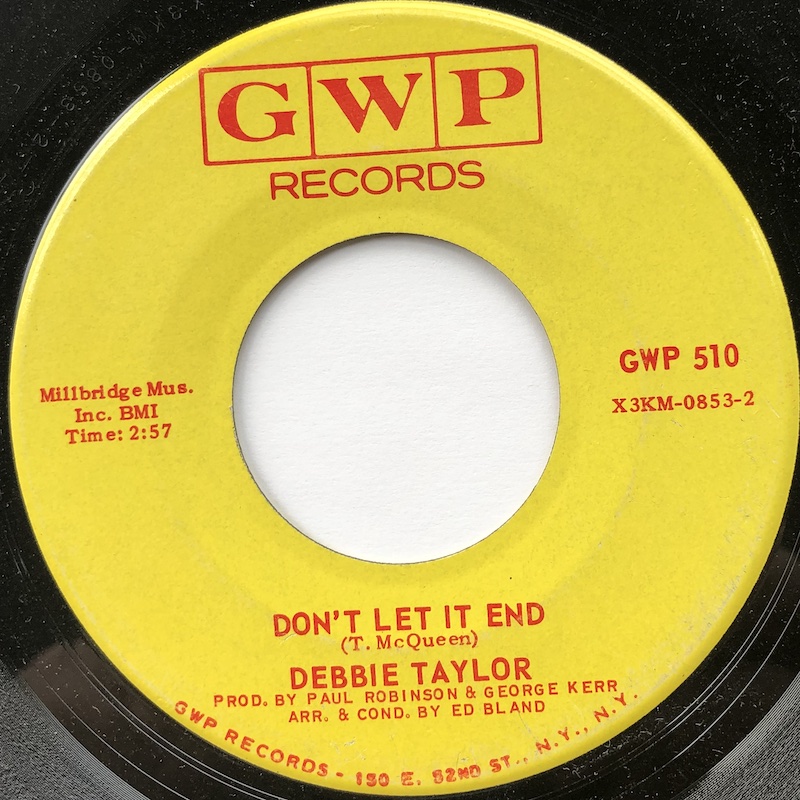 GWP
RECORDS
Millbridge Mus.
Inc. BMI
Time: 2:57
GWP 510
X3KM-0853-2
DON'T LET IT END
(T. McQueen)
DEBBIE TAYLOR
PROD. BY PAUL ROBINSON & GEORGE KERR
ARR. & COND. BY ED BLAND
GWP RECORDS - 150 E. 52ND ST., N.Y., N.Y.